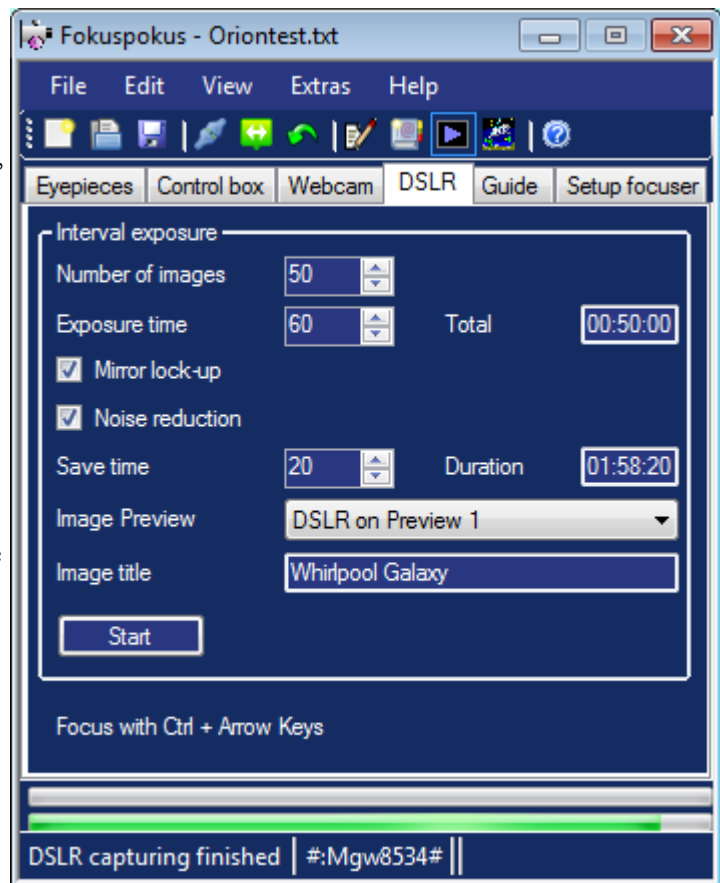 Fokuspokus - Oriontest.txt
File Edit View Extras Help
Eyepieces Control box Webcam DSLR Guide Setup focuser
Interval exposure
Number of images 50
Exposure time 60 Total 00:50:00
Mirror lock-up
Noise reduction
Save time 20 Duration 01:58:20
Image Preview DSLR on Preview 1
Image title Whirlpool Galaxy
Start
Focus with Ctrl + Arrow Keys
DSLR capturing finished #:Mgw8534#